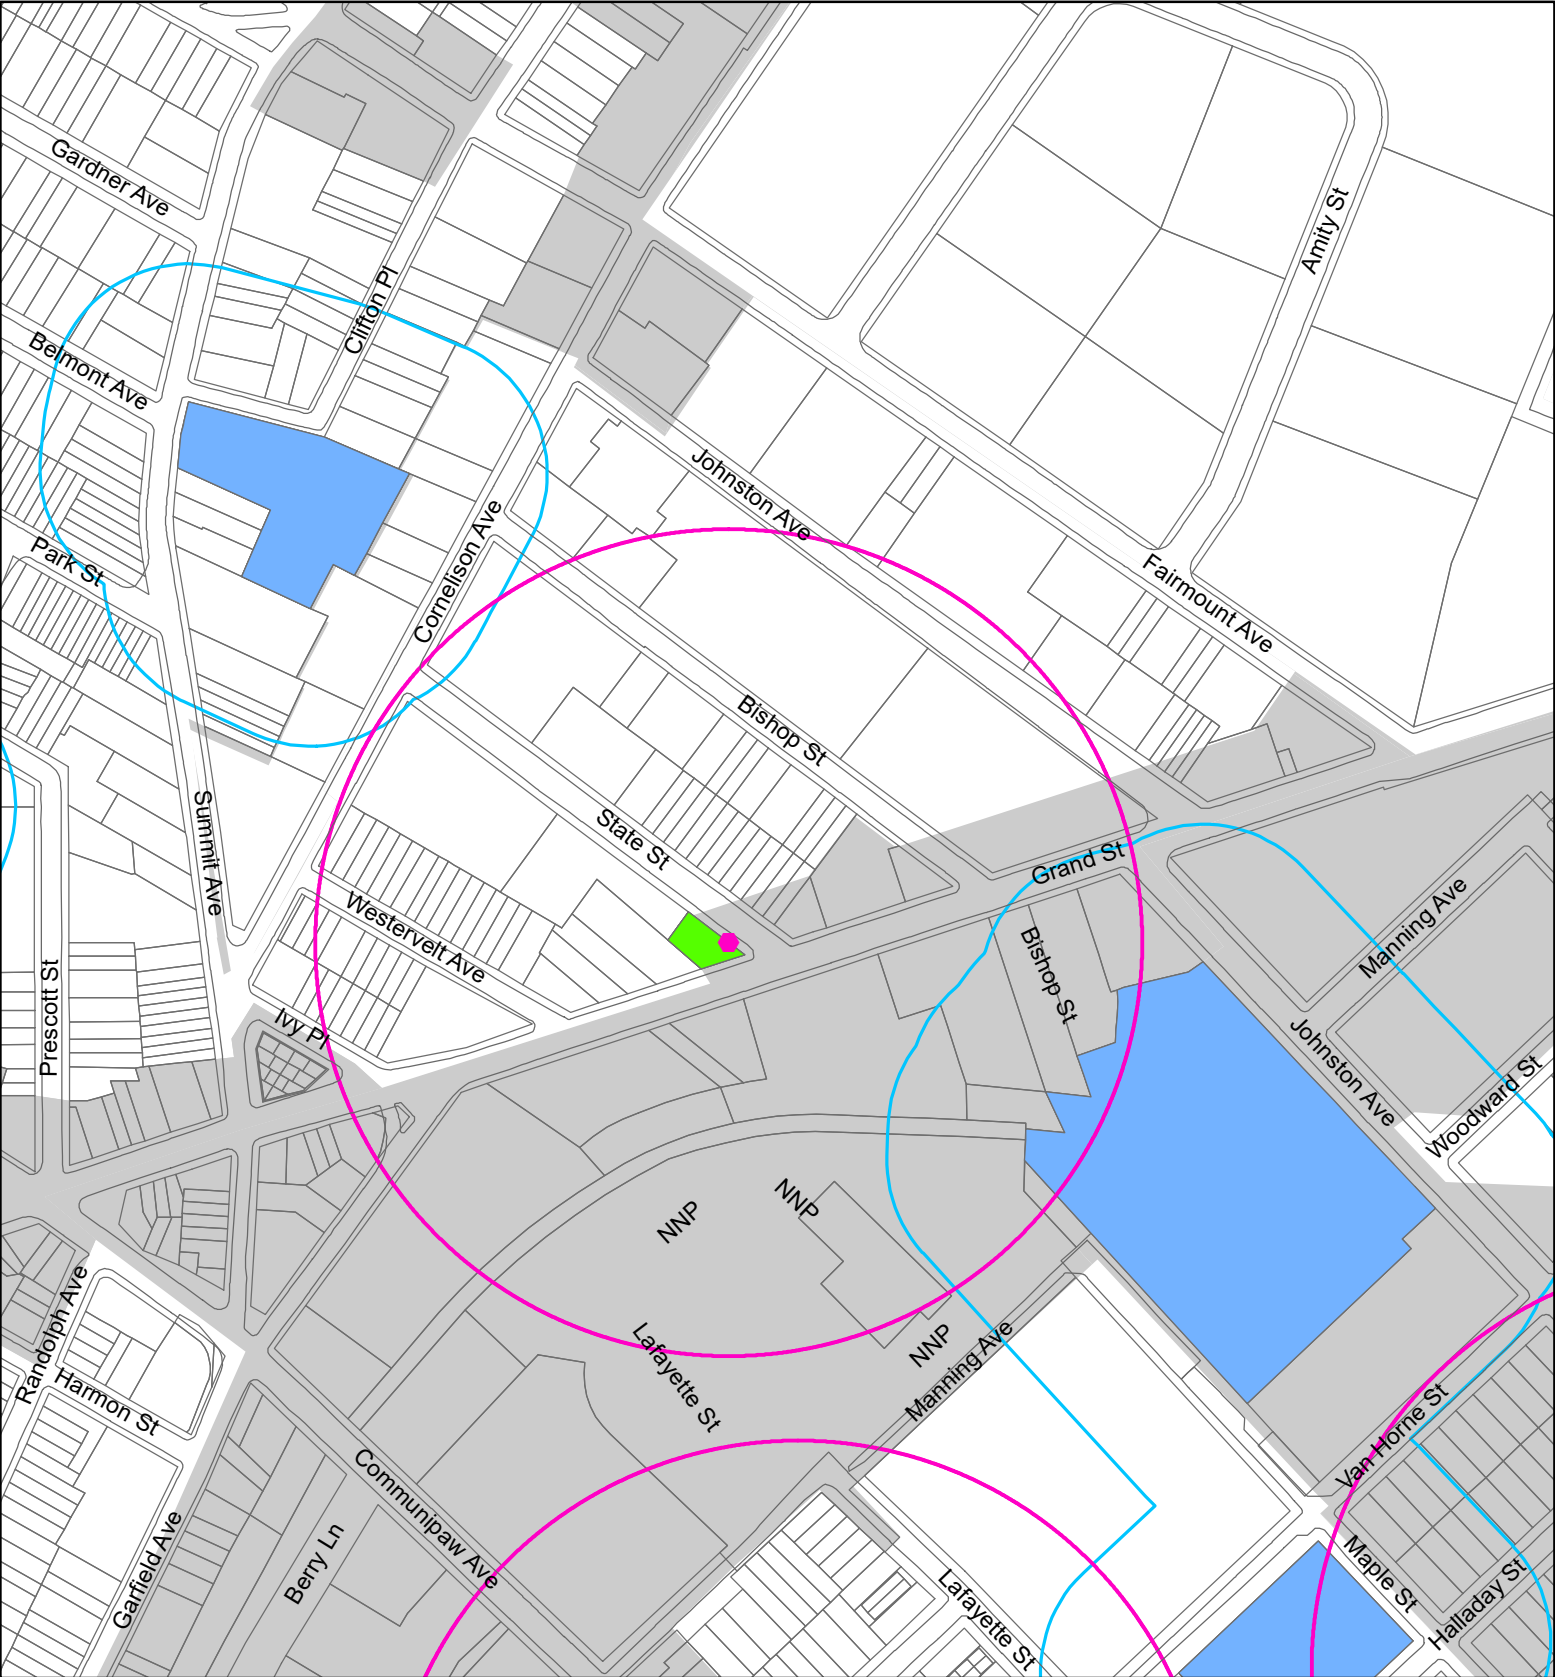 Gardner Ave
Amity St
Clifton Pl
Belmont Ave
Johnston Ave
Park St
Cornelison Ave
Fairmount Ave
Bishop St
Summit Ave
State St
Grand St
Westervelt Ave
Manning Ave
Bishop St
Prescott St
Ivy Pl
Johnston Ave
Woodward St
NNP
NNP
Randolph Ave
NNP
Lafayette St
Manning Ave
Harmon St
Van Horne St
Communipaw Ave
Garfield Ave
Berry Ln
Maple St
Lafayette St
Halladay St